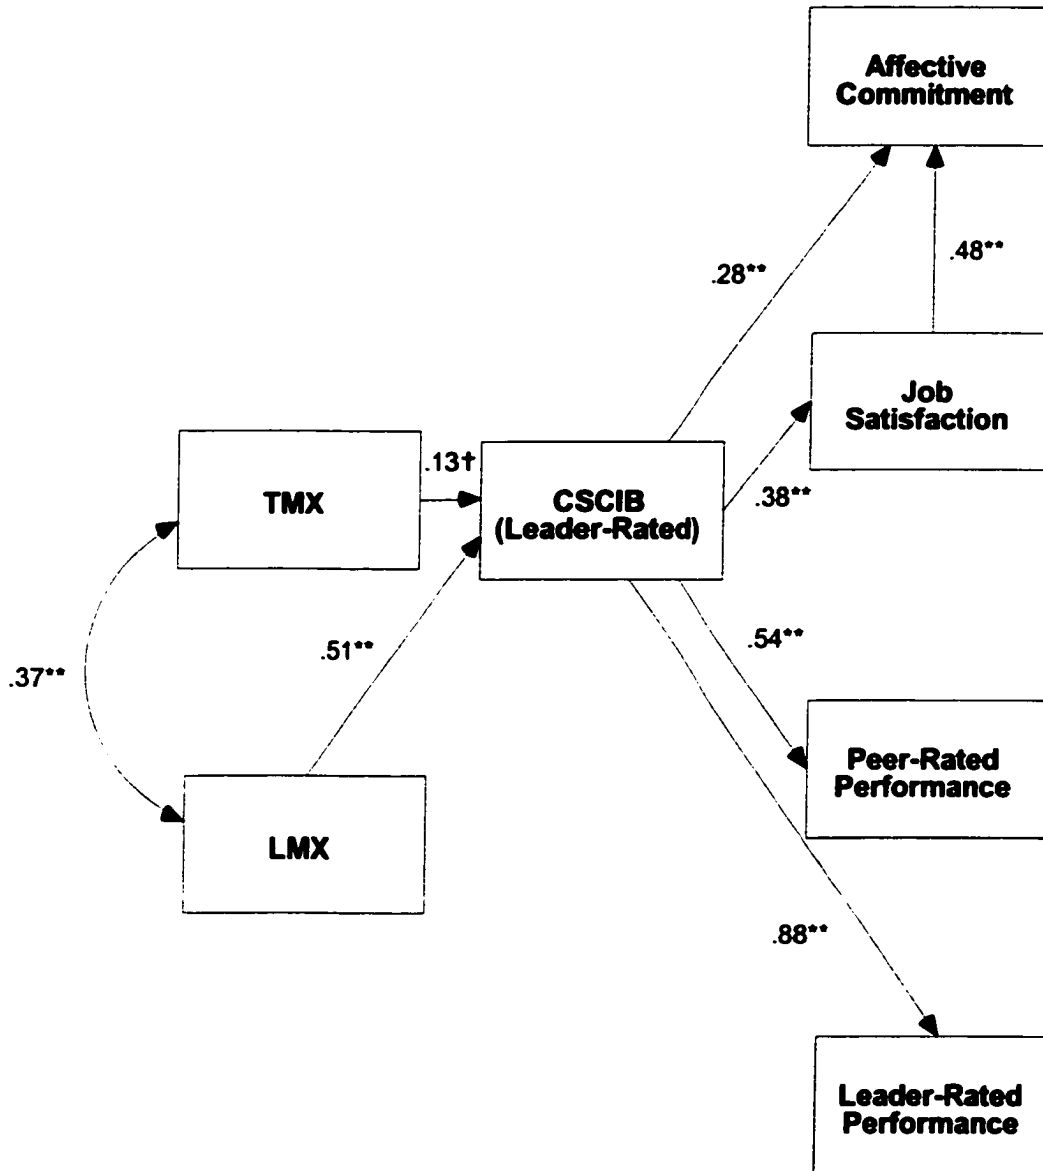 Affective
Commitment
.28**
.48**
Job
Satisfaction
.13†
TMX
CSCIB
(Leader-Rated)
.38**
.37**
.51**
.54**
Peer-Rated
Performance
LMX
.88**
Leader-Rated
Performance